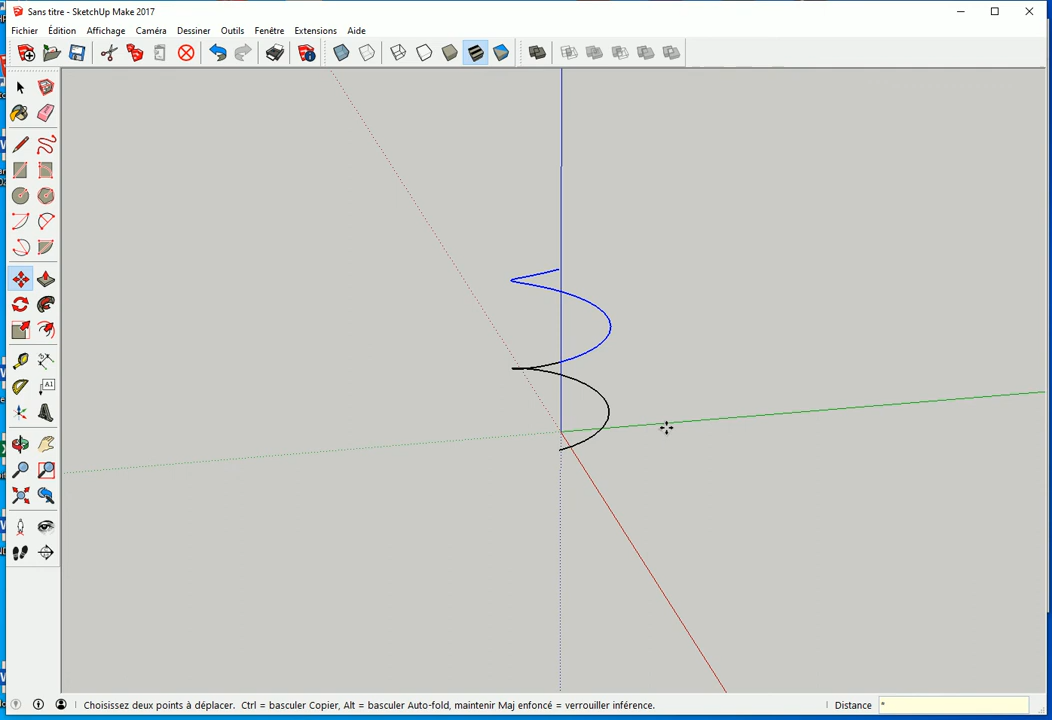 Sans titre - SketchUp Make 2017
Fichier Édition Affichage Caméra Dessiner Outils Fenêtre Extensions Aide
A1
Choisissez deux points à déplacer. Ctrl = basculer Copier, Alt = basculer Auto-fold, maintenir Maj enfoncé = verrouiller inférence. Distance *